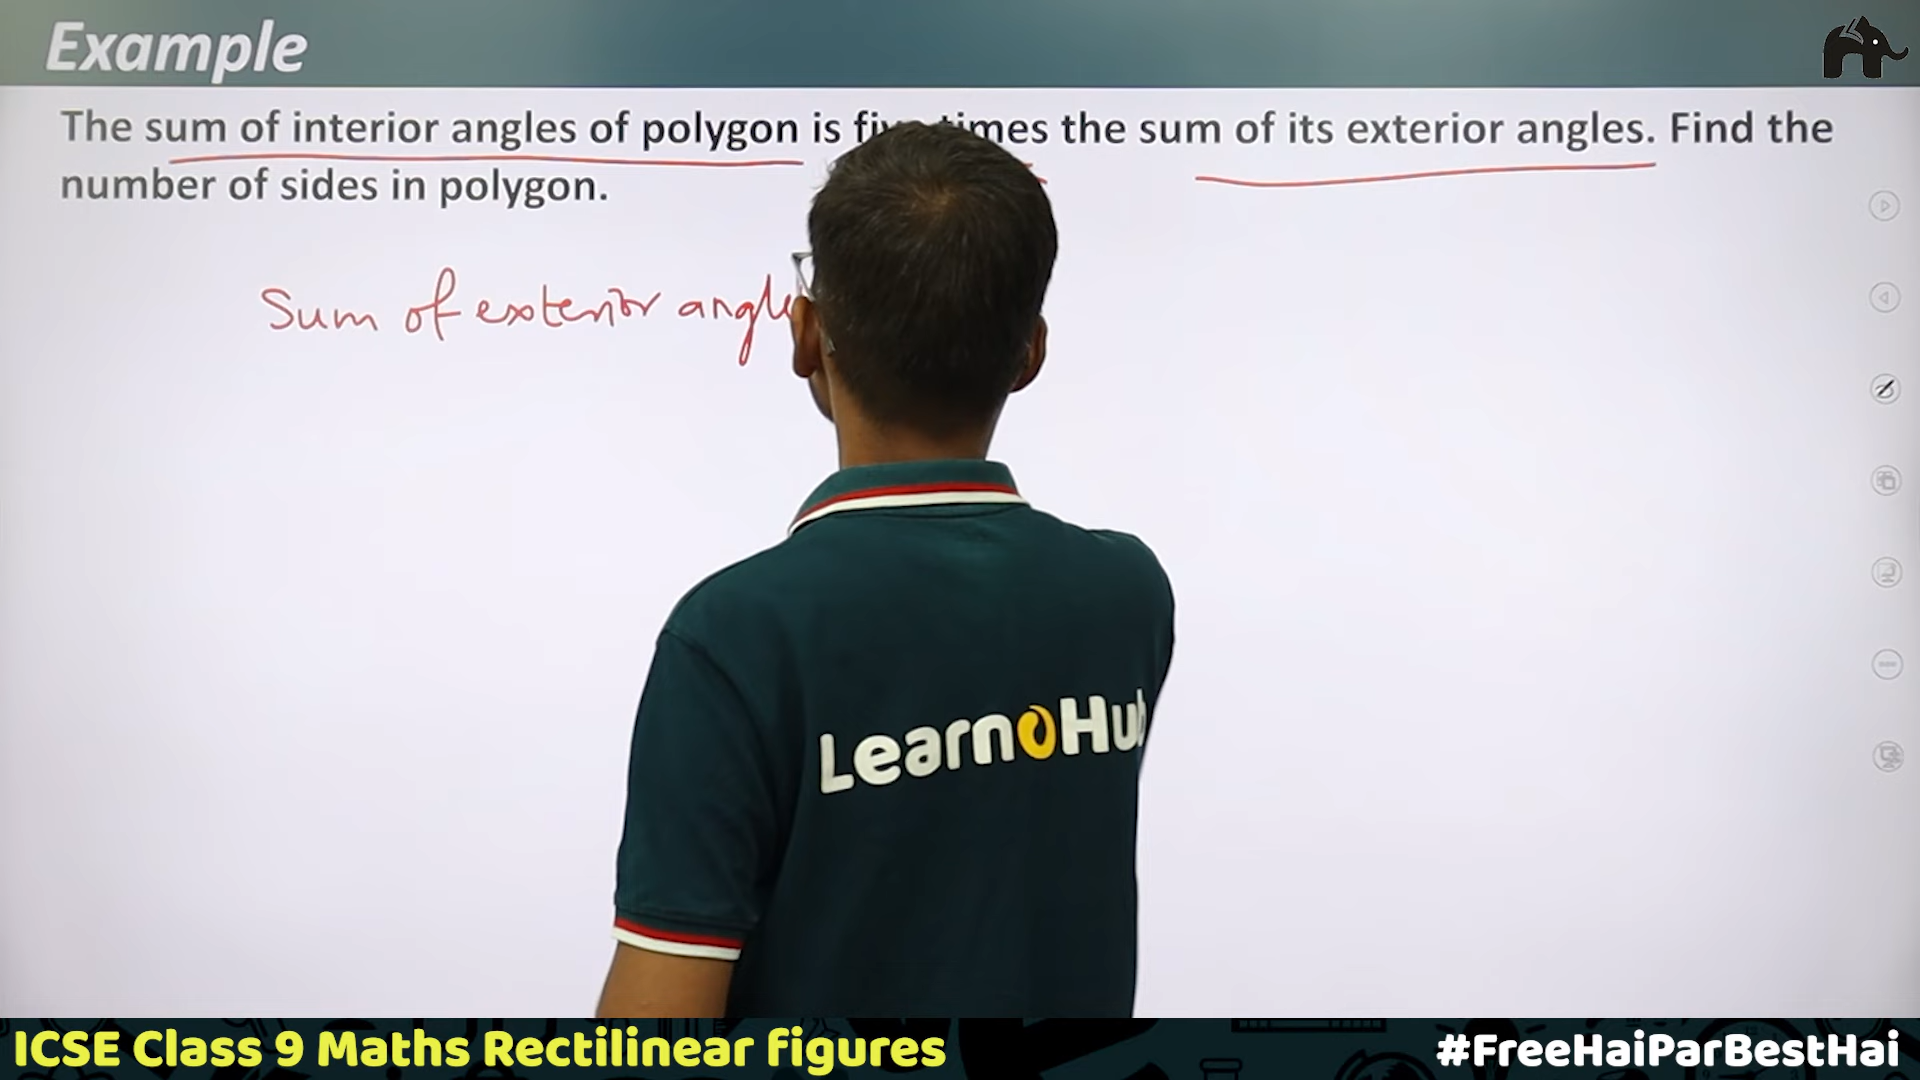 Example
The sum of interior angles of polygon is times the sum of its exterior angles. Find the
number of sides in polygon.
Sum of exterior angle
LearnoHub
ICSE Class 9 Maths Rectilinear figures
#FreeHaiParBestHai